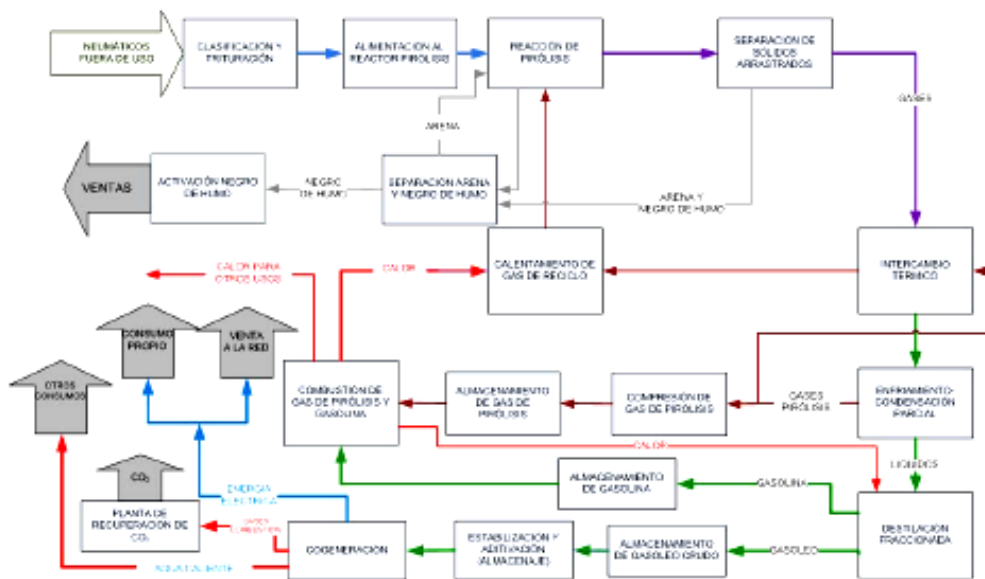 NEUMÁTICOS
FUERA DE USO
CLASIFICACIÓN Y
TRITURACIÓN
ALIMENTACIÓN AL
REACTOR PIRÓLISIS
REACCIÓN DE
PIRÓLISIS
SEPARACIÓN DE
SÓLIDOS
ARRASTRADOS
GASES
ARENA
VENTAS
ACTIVACIÓN NEGRO
DE HUMO
NEGRO
DE HUMO
SEPARACIÓN ARENA
Y NEGRO DE HUMO
ARENA Y
NEGRO DE HUMO
CALOR PARA
OTROS USOS
CALOR
CALENTAMIENTO DE
GAS DE RECICLO
INTERCAMBIO
TÉRMICO
CONSUMO
PROPIO
VENTA
A LA RED
OTROS
CONSUMOS
COMBUSTIÓN DE
GAS DE PIRÓLISIS Y
GASOLINA
ALMACENAMIENTO
DE GAS DE
PIRÓLISIS
COMPRESIÓN DE
GAS DE PIRÓLISIS
GASES
PIRÓLISIS
ENFRIAMIENTO-
CONDENSACIÓN
PARCIAL
CALOR
LÍQUIDOS
CO₂
PLANTA DE
RECUPERACIÓN DE
CO₂
ENERGÍA
ELÉCTRICA
ALMACENAMIENTO
DE GASOLINA
GASOLINA
GASES
COMBUSTIÓN
COGENERACIÓN
ESTABILIZACIÓN Y
ADITIVACIÓN
(ALMACENAJE)
ALMACENAMIENTO
DE GASÓLEO CRUDO
GASÓLEO
DESTILACIÓN
FRACCIONADA
AGUA CALIENTE